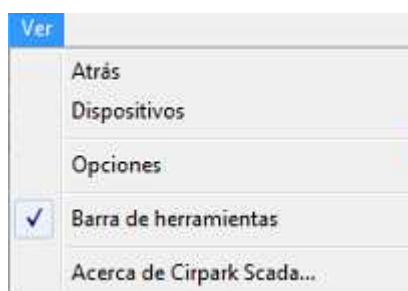 Ver
Atrás
Dispositivos
Opciones
Barra de herramientas
Acerca de Cirpark Scada...